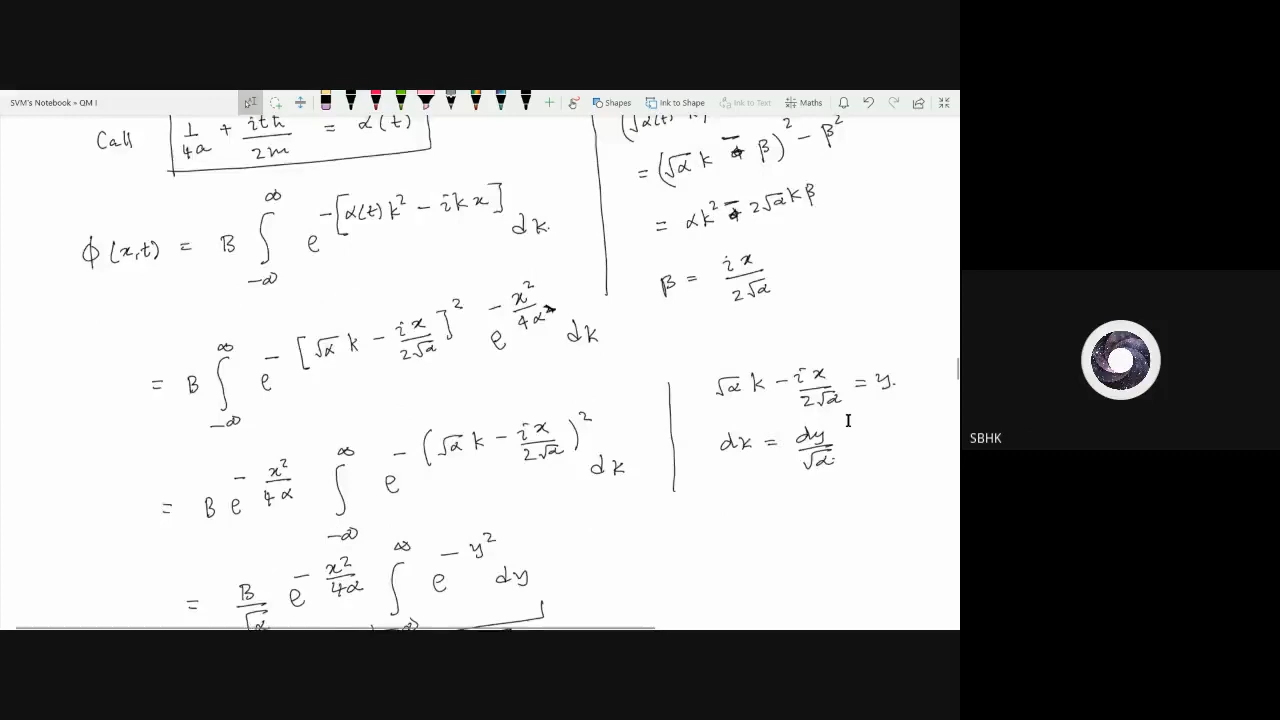 SVM's Notebook » QM I
Shapes Ink to Shape Ink to Text Maths
Call 1/4a + itħ/2m = α(t)
ϕ(x,t) = B ∫_{-∞}^{∞} e^{-[α(t)k² - ikx]} dk.
= B ∫_{-∞}^{∞} e^{-[√α k - ix/2√α]²} e^{-x²/4α} dk
= B e^{-x²/4α} ∫_{-∞}^{∞} e^{-(√α k - ix/2√α)²} dk
= B/√α e^{-x²/4α} ∫_{-∞}^{∞} e^{-y²} dy
= (√α k - β)² - β²
= αk² - 2√α k β
β = ix/2√α
√α k - ix/2√α = y.
dk = dy/√α.
SBHK